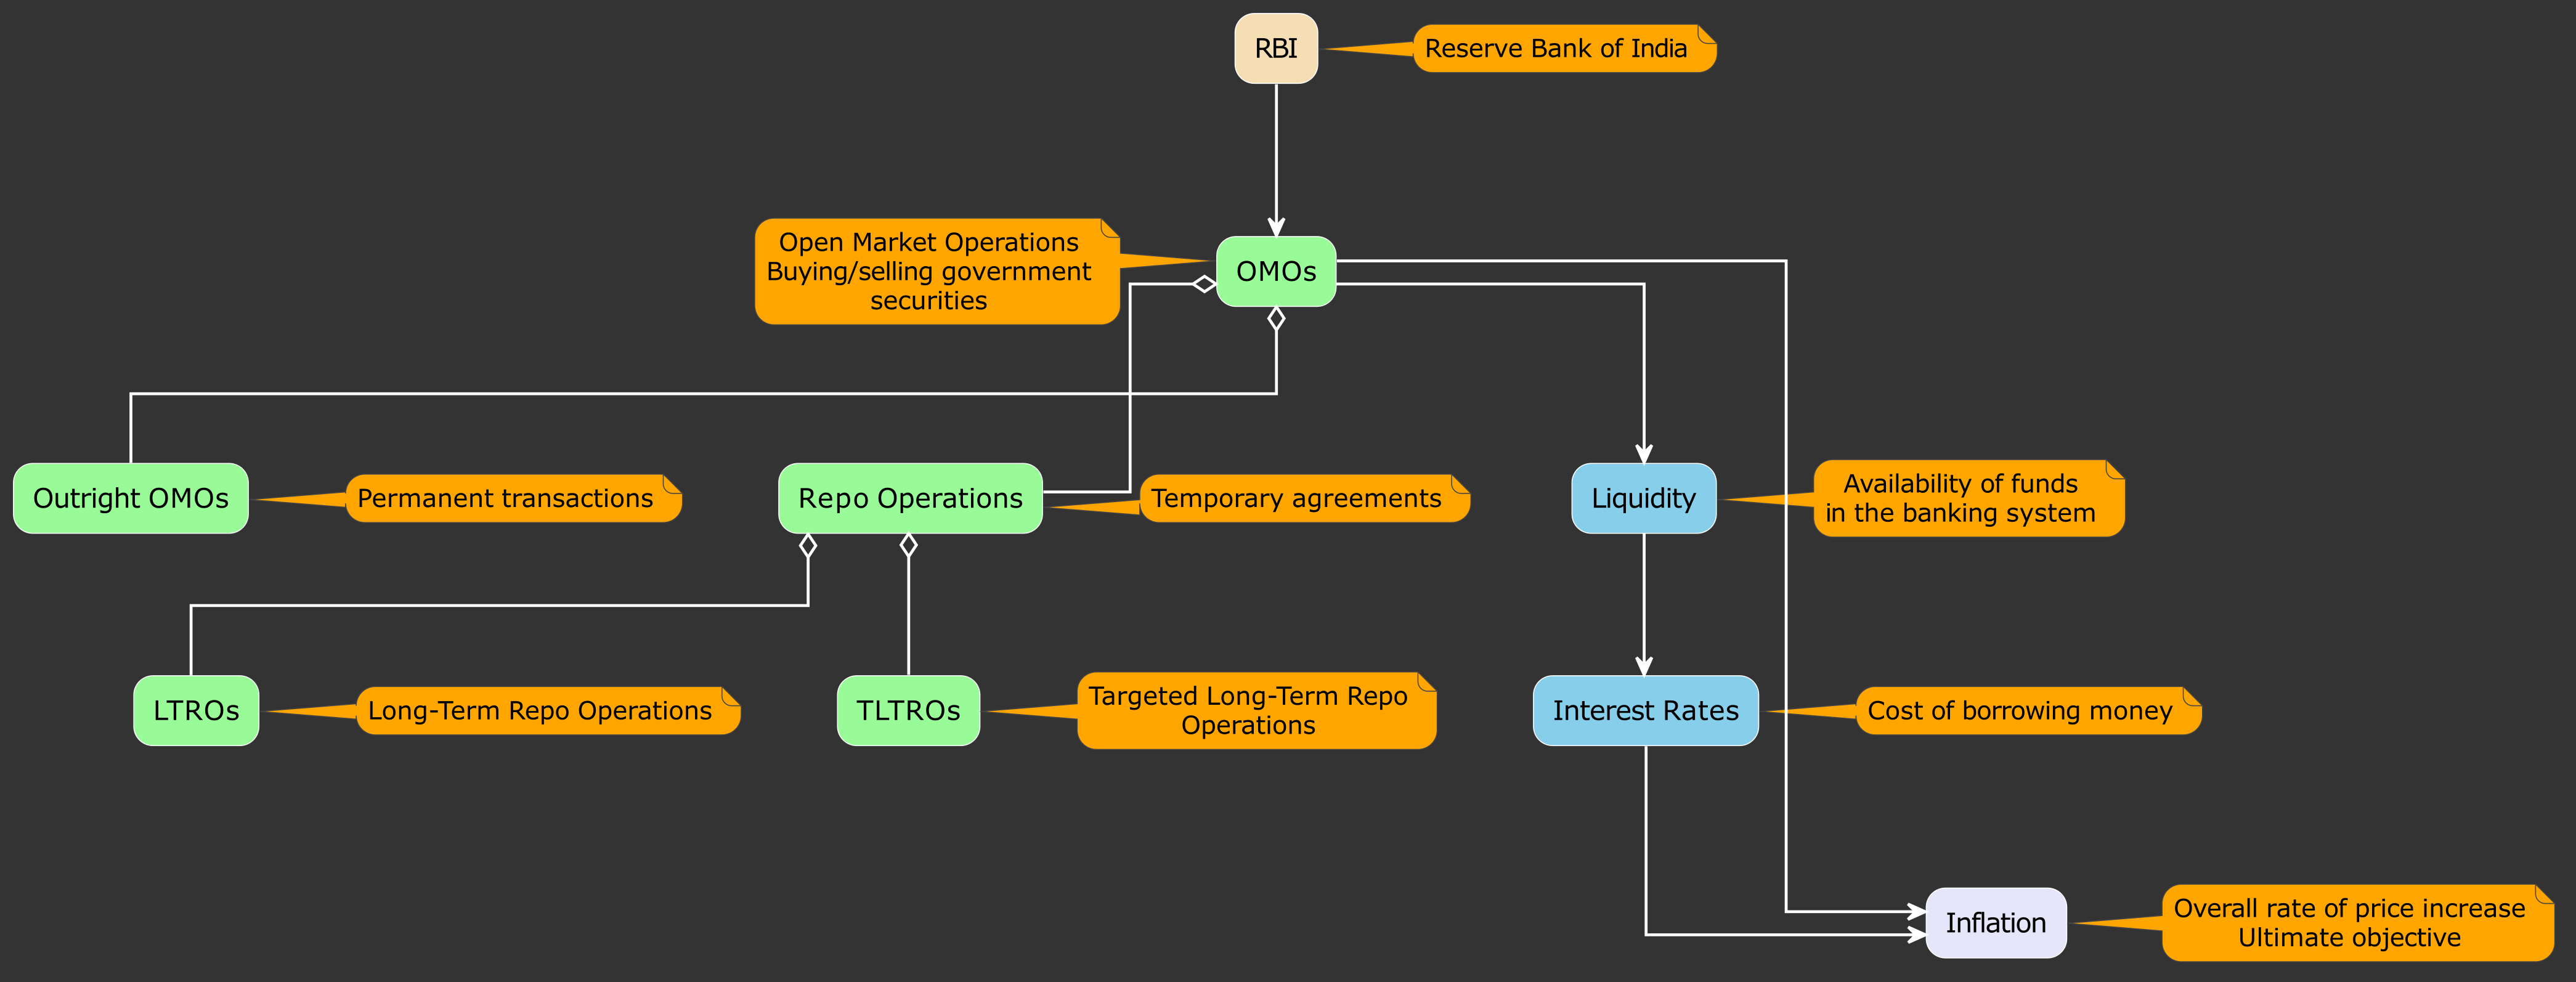 RBI
Reserve Bank of India
Open Market Operations
Buying/selling government
securities
OMOs
Outright OMOs
Permanent transactions
Repo Operations
Temporary agreements
Liquidity
Availability of funds
in the banking system
LTROs
Long-Term Repo Operations
TLTROs
Targeted Long-Term Repo
Operations
Interest Rates
Cost of borrowing money
Inflation
Overall rate of price increase
Ultimate objective